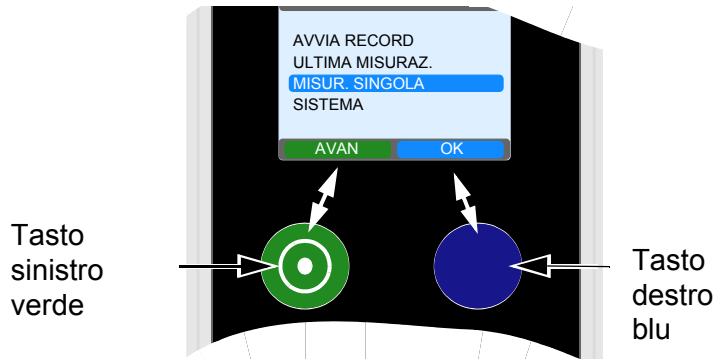 AVVIA RECORD
ULTIMA MISURAZ.
MISUR. SINGOLA
SISTEMA
AVAN OK
Tasto
sinistro
verde
Tasto
destro
blu